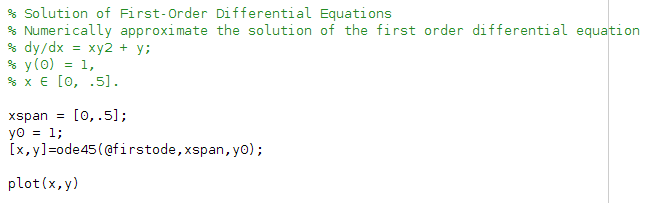 % Solution of First-Order Differential Equations
% Numerically approximate the solution of the first order differential equation
% dy/dx = xy2 + y;
% y(0) = 1,
% x ∈ [0, .5].
xspan = [0,.5];
y0 = 1;
[x,y]=ode45(@firstode,xspan,y0);
plot(x,y)